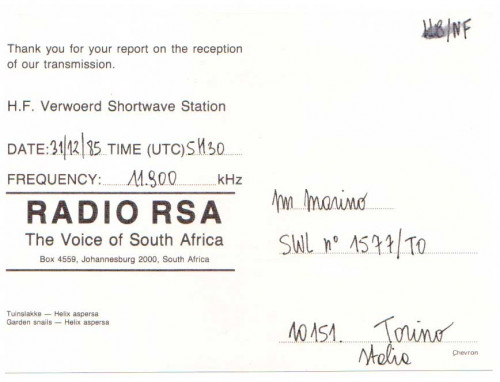 /NF
Thank you for your report on the reception
of our transmission.
H.F. Verwoerd Shortwave Station
DATE: 31/12/85 TIME (UTC) 5H30
FREQUENCY: 11.900 kHz
RADIO RSA
The Voice of South Africa
Box 4559, Johannesburg 2000, South Africa
Mr Marino
SWL n° 1577/TO
Tuinslakke — Helix aspersa
Garden snails — Helix aspersa
10151. Torino
Italia
Chevron